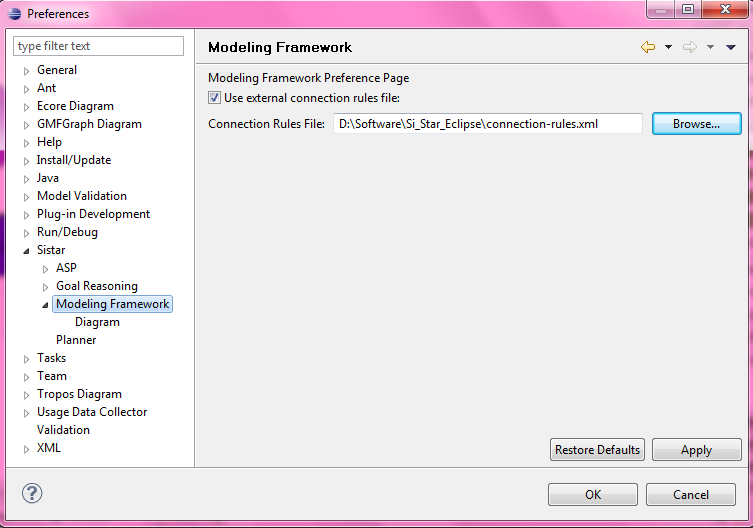 Preferences
type filter text
General
Ant
Ecore Diagram
GMFGraph Diagram
Help
Install/Update
Java
Model Validation
Plug-in Development
Run/Debug
Sistar
ASP
Goal Reasoning
Modeling Framework
Diagram
Planner
Tasks
Team
Tropos Diagram
Usage Data Collector
Validation
XML
Modeling Framework
Modeling Framework Preference Page
Use external connection rules file:
Connection Rules File: D:\Software\Si_Star_Eclipse\connection-rules.xml Browse...
Restore Defaults Apply
OK Cancel